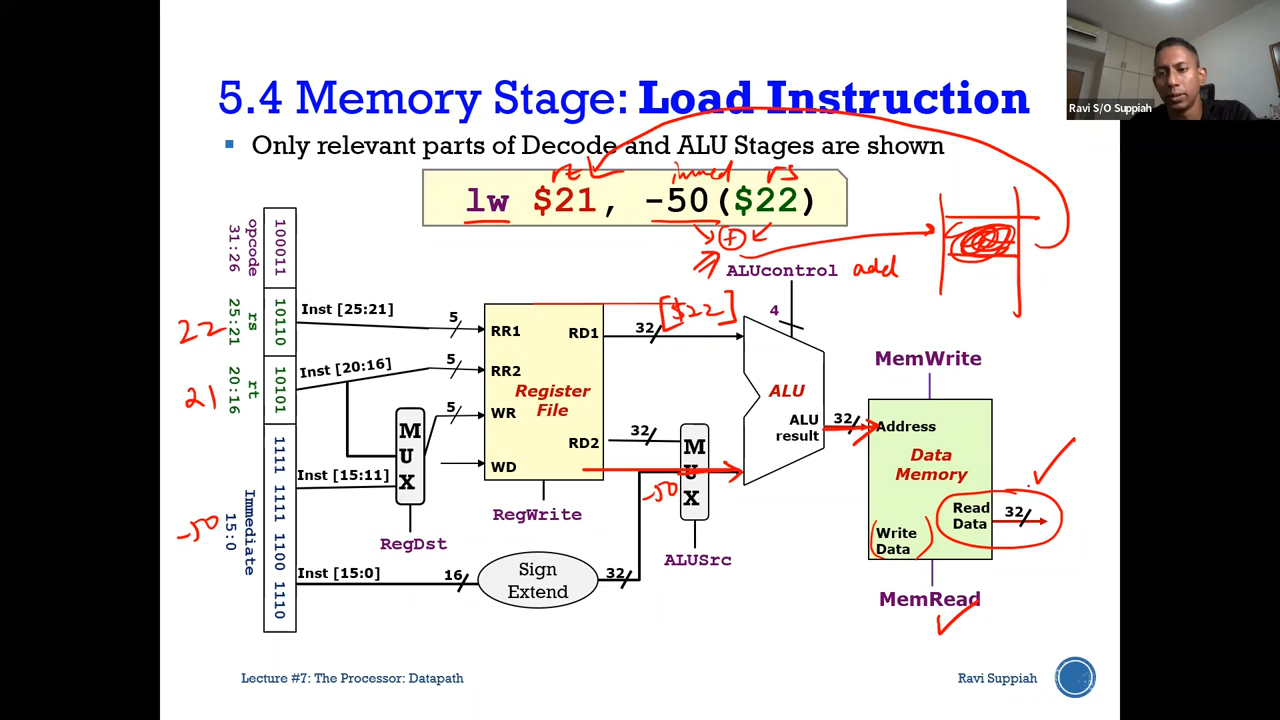 5.4 Memory Stage: Load Instruction
Ravi S/O Suppiah
Only relevant parts of Decode and ALU Stages are shown
rt immed rs
lw $21, -50($22)
+
ALUcontrol add
4
100011
opcode
31:26
10110
rs
25:21
22
10101
rt
20:16
21
1111 1111 1100 1110
Immediate
15:0
-50
Inst [25:21]
5
RR1
RD1
32
[$22]
Inst [20:16]
5
RR2
Register
File
5
WR
RD2
32
WD
MUX
Inst [15:11]
RegDst
RegWrite
MUX
-50
ALUSrc
Inst [15:0]
16
Sign
Extend
32
ALU
ALU
result
32
MemWrite
Address
Data
Memory
Read
Data
32
Write
Data
MemRead
Lecture #7: The Processor: Datapath
Ravi Suppiah